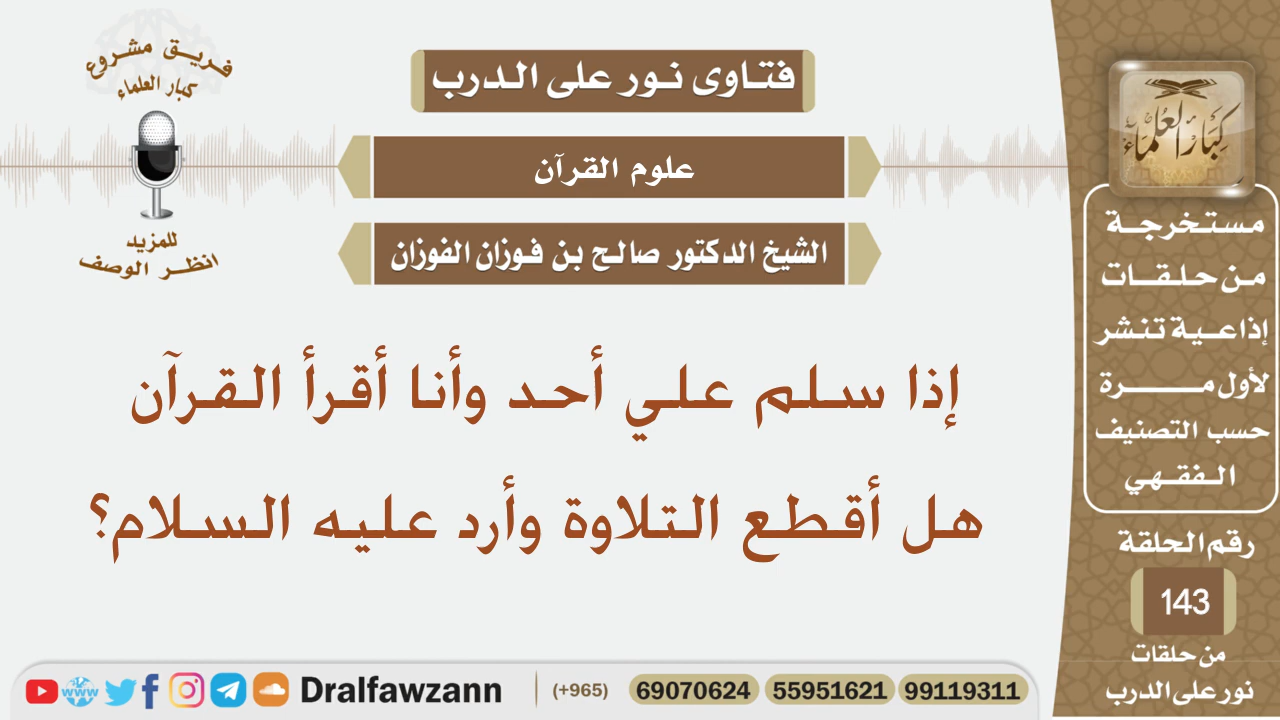 فريق مشروع
كبار العلماء
للمزيد
انظر الوصف
فتاوى نور على الدرب
علوم القرآن
الشيخ الدكتور صالح بن فوزان الفوزان
إذا سلم علي أحد وأنا أقرأ القرآن
هل أقطع التلاوة وأرد عليه السلام؟
كبار العلماء
مستخرجة
من حلقات
إذاعية تنشر
لأول مرة
حسب التصنيف
الفقهي
رقم الحلقة
143
من حلقات
نور على الدرب
www Dralfawzann (+965) 69070624 55951621 99119311